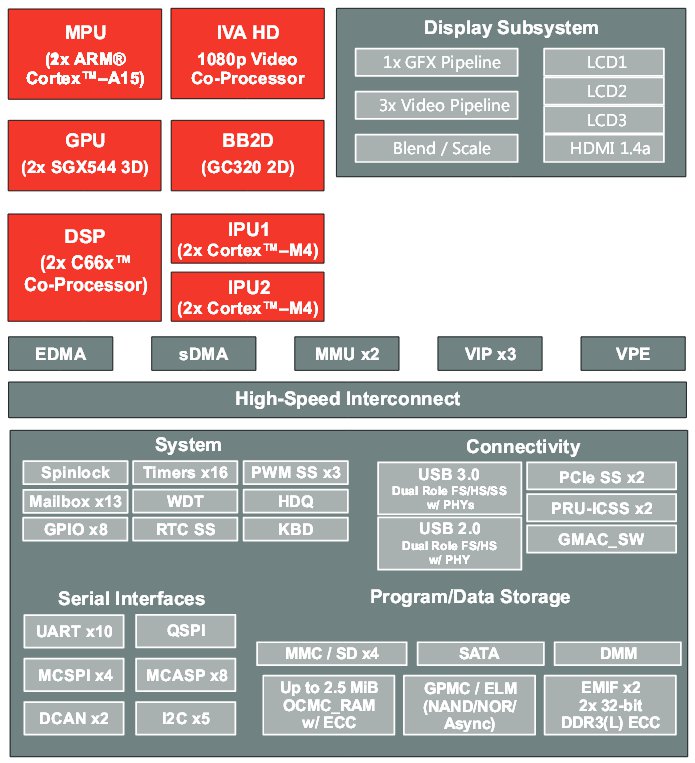 MPU
(2x ARM®
Cortex™–A15)
IVA HD
1080p Video
Co-Processor
Display Subsystem
1x GFX Pipeline
3x Video Pipeline
Blend / Scale
LCD1
LCD2
LCD3
HDMI 1.4a
GPU
(2x SGX544 3D)
BB2D
(GC320 2D)
DSP
(2x C66x™
Co-Processor)
IPU1
(2x Cortex™–M4)
IPU2
(2x Cortex™–M4)
EDMA
sDMA
MMU x2
VIP x3
VPE
High-Speed Interconnect
System
Spinlock
Timers x16
PWM SS x3
Mailbox x13
WDT
HDQ
GPIO x8
RTC SS
KBD
Connectivity
USB 3.0
Dual Role FS/HS/SS
w/ PHYs
USB 2.0
Dual Role FS/HS
w/ PHY
PCIe SS x2
PRU-ICSS x2
GMAC_SW
Serial Interfaces
UART x10
QSPI
MCSPI x4
MCASP x8
DCAN x2
I2C x5
Program/Data Storage
MMC / SD x4
SATA
DMM
Up to 2.5 MiB
OCMC_RAM
w/ ECC
GPMC / ELM
(NAND/NOR/
Async)
EMIF x2
2x 32-bit
DDR3(L) ECC